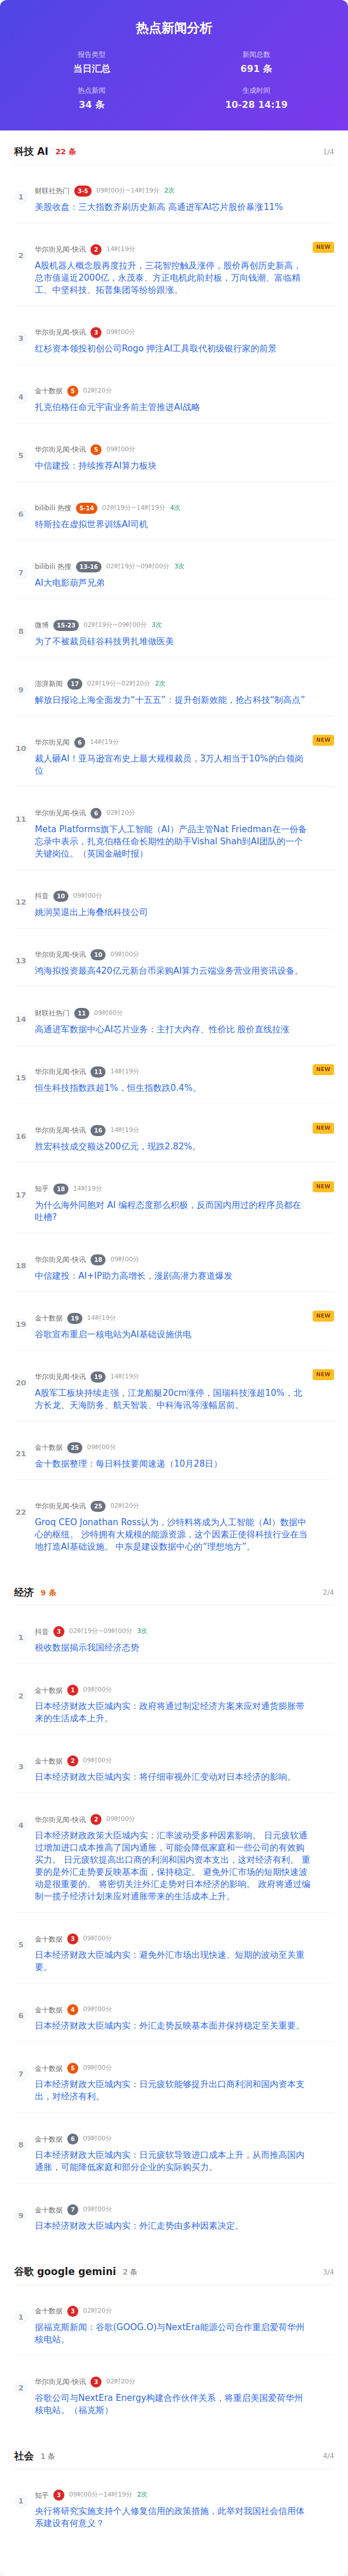 热点新闻分析
报告类型
新闻总数
当日汇总
691 条
热点新闻
生成时间
34 条
10-28 14:19
科技 AI 22 条 1/4
1
财联社热门 3-5 09时00分~14时19分 2次
美股收盘：三大指数齐刷历史新高 高通进军AI芯片股价暴涨11%
2
华尔街见闻-快讯 2 14时19分 NEW
A股机器人概念股再度拉升，三花智控触及涨停，股价再创历史新高，
总市值逼近2000亿，永茂泰、方正电机此前封板，万向钱潮、富临精
工、中坚科技、拓普集团等纷纷跟涨。
3
华尔街见闻-快讯 3 09时00分
红杉资本领投初创公司Rogo 押注AI工具取代初级银行家的前景
4
金十数据 5 02时20分
扎克伯格任命元宇宙业务前主管推进AI战略
5
华尔街见闻-快讯 5 09时00分
中信建投：持续推荐AI算力板块
6
bilibili 热搜 5-14 02时19分~14时19分 4次
特斯拉在虚拟世界训练AI司机
7
bilibili 热搜 13-16 02时19分~09时00分 3次
AI大电影葫芦兄弟
8
微博 15-23 02时19分~09时00分 3次
为了不被裁员硅谷科技男扎堆做医美
9
澎湃新闻 17 02时19分~02时20分 2次
解放日报论上海全面发力“十五五”：提升创新效能，抢占科技“制高点”
10
华尔街见闻 6 14时19分 NEW
裁人砸AI！亚马逊宣布史上最大规模裁员，3万人相当于10%的白领岗
位
11
华尔街见闻-快讯 6 02时20分
Meta Platforms旗下人工智能（AI）产品主管Nat Friedman在一份备
忘录中表示，扎克伯格任命长期性的助手Vishal Shah到AI团队的一个
关键岗位。（英国金融时报）
12
抖音 10 09时00分
姚润昊退出上海叠纸科技公司
13
华尔街见闻-快讯 10 09时00分
鸿海拟投资最高420亿元新台币采购AI算力云端业务营业用资讯设备。
14
财联社热门 11 09时00分
高通进军数据中心AI芯片业务：主打大内存、性价比 股价直线拉涨
15
华尔街见闻-快讯 11 14时19分 NEW
恒生科技指数跌超1%，恒生指数跌0.4%。
16
华尔街见闻-快讯 16 14时19分 NEW
胜宏科技成交额达200亿元，现跌2.82%。
17
知乎 18 14时19分 NEW
为什么海外同胞对 AI 编程态度那么积极，反而国内用过的程序员都在
吐槽？
18
华尔街见闻-快讯 18 09时00分
中信建投：AI+IP助力高增长，漫剧高潜力赛道爆发
19
金十数据 19 14时19分 NEW
谷歌宣布重启一核电站为AI基础设施供电
20
华尔街见闻-快讯 19 14时19分 NEW
A股军工板块持续走强，江龙船艇20cm涨停，国瑞科技涨超10%，北
方长龙、天海防务、航天智装、中科海讯等涨幅居前。
21
金十数据 25 09时00分
金十数据整理：每日科技要闻速递（10月28日）
22
华尔街见闻-快讯 25 02时20分
Groq CEO Jonathan Ross认为，沙特料将成为人工智能（AI）数据中
心的枢纽。 沙特拥有大规模的能源资源，这个因素正使得科技行业在当
地打造AI基础设施。 中东是建设数据中心的“理想地方”。
经济 9 条 2/4
1
抖音 3 02时19分~09时00分 3次
税收数据揭示我国经济态势
2
金十数据 1 09时00分
日本经济财政大臣城内实：政府将通过制定经济方案来应对通货膨胀带
来的生活成本上升。
3
金十数据 2 09时00分
日本经济财政大臣城内实：将仔细审视外汇变动对日本经济的影响。
4
华尔街见闻-快讯 2 09时00分
日本经济财政政策大臣城内实：汇率波动受多种因素影响。 日元疲软通
过增加进口成本推高了国内通胀，可能会降低家庭和一些公司的有效购
买力。 日元疲软提高出口商的利润和国内资本支出，这对经济有利。 重
要的是外汇走势要反映基本面，保持稳定。 避免外汇市场的短期快速波
动是很重要的。 将密切关注外汇走势对日本经济的影响。 政府将通过编
制一揽子经济计划来应对通胀带来的生活成本上升。
5
金十数据 3 09时00分
日本经济财政大臣城内实：避免外汇市场出现快速、短期的波动至关重
要。
6
金十数据 4 09时00分
日本经济财政大臣城内实：外汇走势反映基本面并保持稳定至关重要。
7
金十数据 5 09时00分
日本经济财政大臣城内实：日元疲软能够提升出口商利润和国内资本支
出，对经济有利。
8
金十数据 6 09时00分
日本经济财政大臣城内实：日元疲软导致进口成本上升，从而推高国内
通胀，可能降低家庭和部分企业的实际购买力。
9
金十数据 7 09时00分
日本经济财政大臣城内实：外汇走势由多种因素决定。
谷歌 google gemini 2 条 3/4
1
金十数据 3 02时20分
据福克斯新闻：谷歌(GOOG.O)与NextEra能源公司合作重启爱荷华州
核电站。
2
华尔街见闻-快讯 3 02时20分
谷歌公司与NextEra Energy构建合作伙伴关系，将重启美国爱荷华州
核电站。（福克斯）
社会 1 条 4/4
1
知乎 3 09时00分~14时19分 2次
央行将研究实施支持个人修复信用的政策措施，此举对我国社会信用体
系建设有何意义？